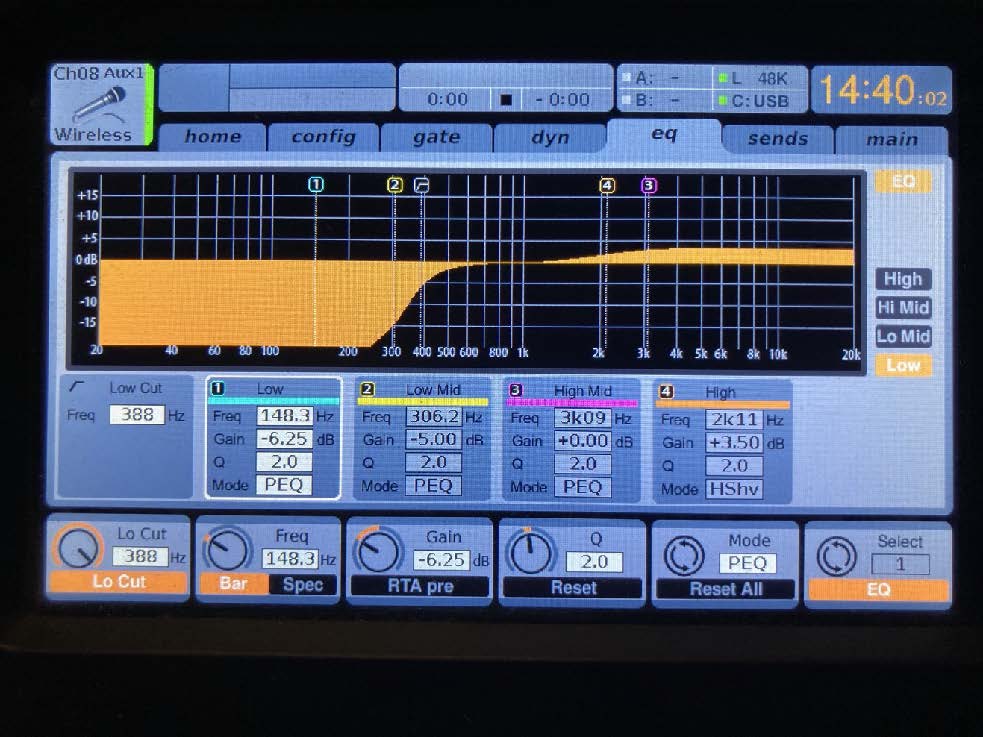 Ch08 Aux1
Wireless
0:00 - 0:00
A: - L 48K
B: - C: USB
14:40:02
home config gate dyn eq sends main
1 2 4 3
+15
+10
+5
0 dB
-5
-10
-15
20 40 60 80 100 200 300 400 500 600 800 1k 2k 3k 4k 5k 6k 8k 10k 20k
EQ
High
Hi Mid
Lo Mid
Low
Low Cut
Freq 388 Hz
1 Low
Freq 148.3 Hz
Gain -6.25 dB
Q 2.0
Mode PEQ
2 Low Mid
Freq 306.2 Hz
Gain -5.00 dB
Q 2.0
Mode PEQ
3 High Mid
Freq 3k09 Hz
Gain +0.00 dB
Q 2.0
Mode PEQ
4 High
Freq 2k11 Hz
Gain +3.50 dB
Q 2.0
Mode HShv
Lo Cut
388 Hz
Lo Cut
Freq
148.3 Hz
Bar Spec
Gain
-6.25 dB
RTA pre
Q
2.0
Reset
Mode
PEQ
Reset All
Select
1
EQ